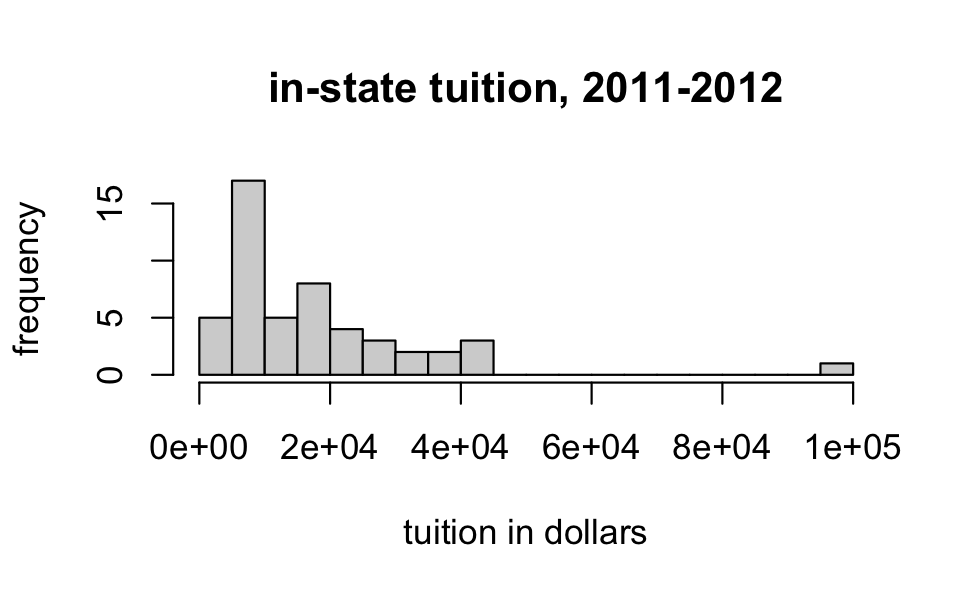 in-state tuition, 2011-2012
frequency
15
5
0
0e+00 2e+04 4e+04 6e+04 8e+04 1e+05
tuition in dollars